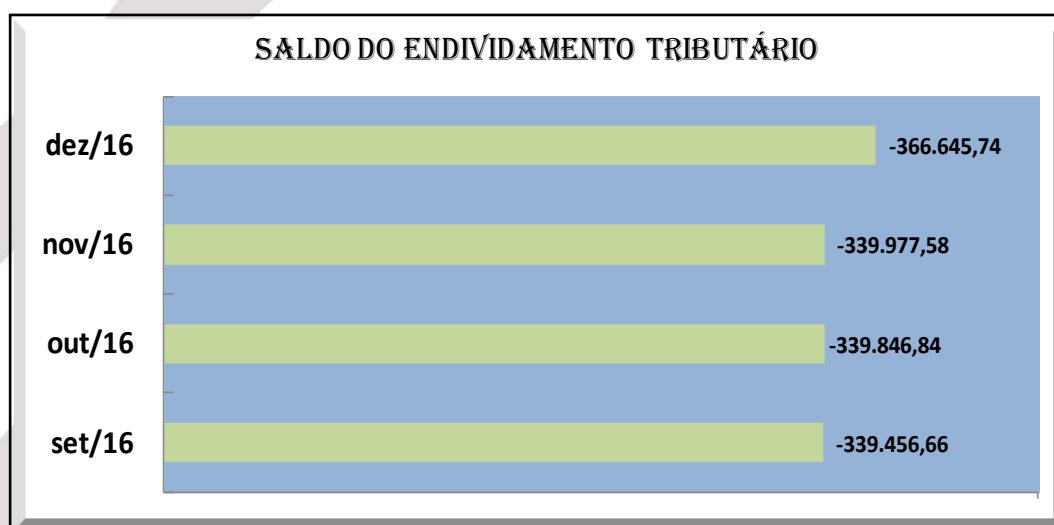 SALDO DO ENDIVIDAMENTO TRIBUTÁRIO
dez/16 -366.645,74
nov/16 -339.977,58
out/16 -339.846,84
set/16 -339.456,66